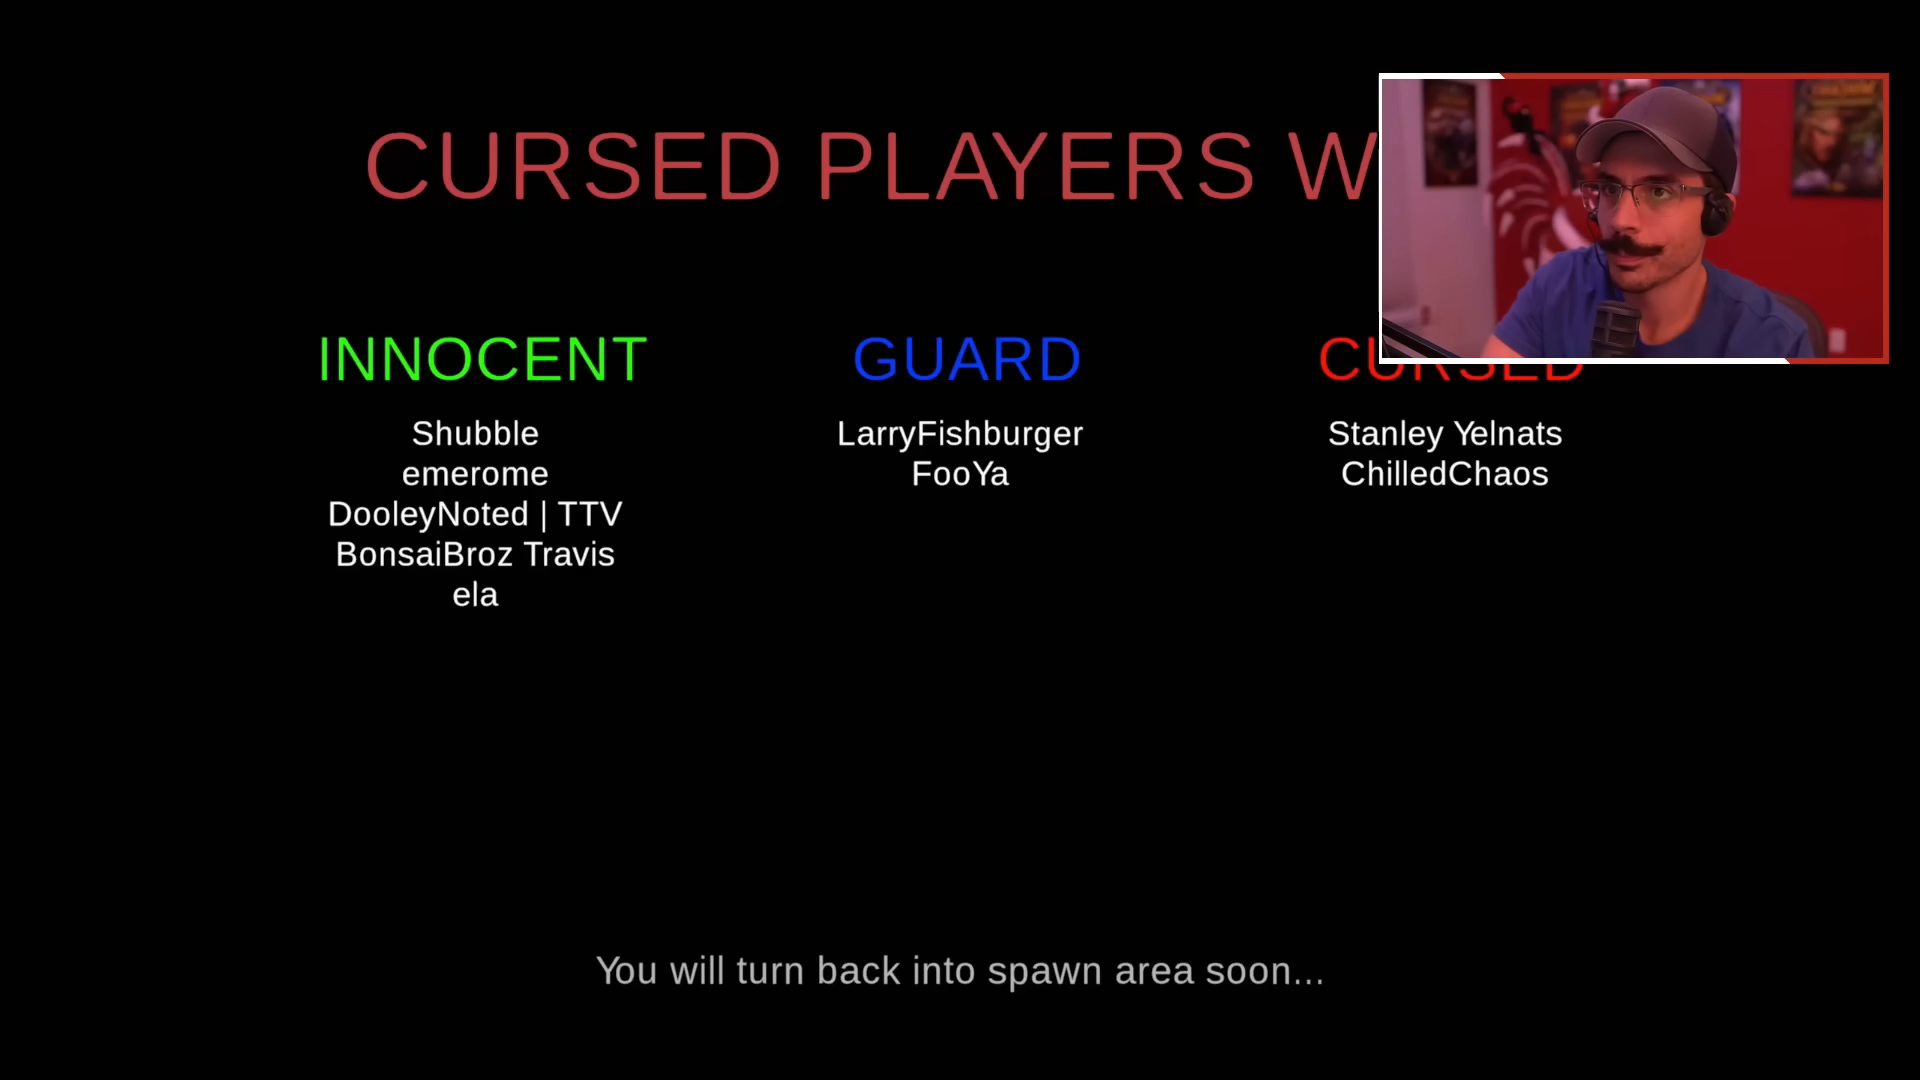 CURSED PLAYERS W
INNOCENT
GUARD
CURSED
Shubble
emerome
DooleyNoted | TTV
BonsaiBroz Travis
ela
LarryFishburger
FooYa
Stanley Yelnats
ChilledChaos
You will turn back into spawn area soon...